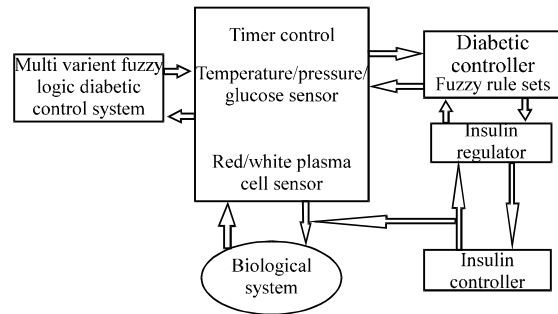 Multi varient fuzzy
logic diabetic
control system
Timer control
Temperature/pressure/
glucose sensor
Red/white plasma
cell sensor
Diabetic
controller
Fuzzy rule sets
Insulin
regulator
Biological
system
Insulin
controller